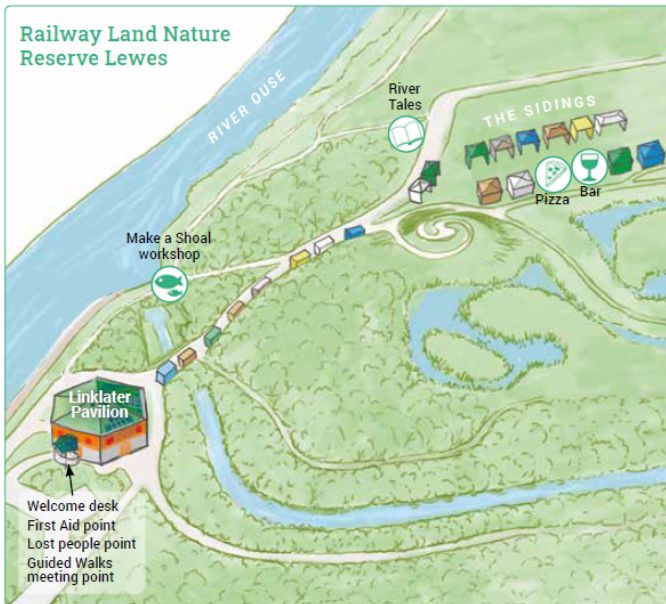 Railway Land Nature
Reserve Lewes
RIVER OUSE
River
Tales
THE SIDINGS
Pizza
Bar
Make a Shoal
workshop
Linklater
Pavilion
Welcome desk
First Aid point
Lost people point
Guided Walks
meeting point